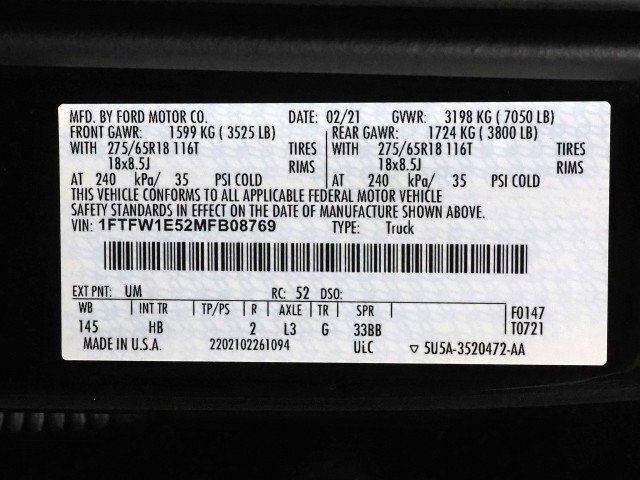 MFD. BY FORD MOTOR CO. DATE: 02/21 GVWR: 3198 KG ( 7050 LB)
FRONT GAWR: 1599 KG ( 3525 LB) REAR GAWR: 1724 KG ( 3800 LB)
WITH 275/65R18 116T TIRES WITH 275/65R18 116T TIRES
18x8.5J RIMS 18x8.5J RIMS
AT 240 kPa/ 35 PSI COLD AT 240 kPa/ 35 PSI COLD
THIS VEHICLE CONFORMS TO ALL APPLICABLE FEDERAL MOTOR VEHICLE
SAFETY STANDARDS IN EFFECT ON THE DATE OF MANUFACTURE SHOWN ABOVE.
VIN: 1FTFW1E52MFB08769 TYPE: Truck
EXT PNT: UM RC: 52 DSO:
WB INT TR TP/PS R AXLE TR SPR F0147
145 HB 2 L3 G 33BB T0721
MADE IN U.S.A. 2202102261094 ULC ▽ 5U5A-3520472-AA